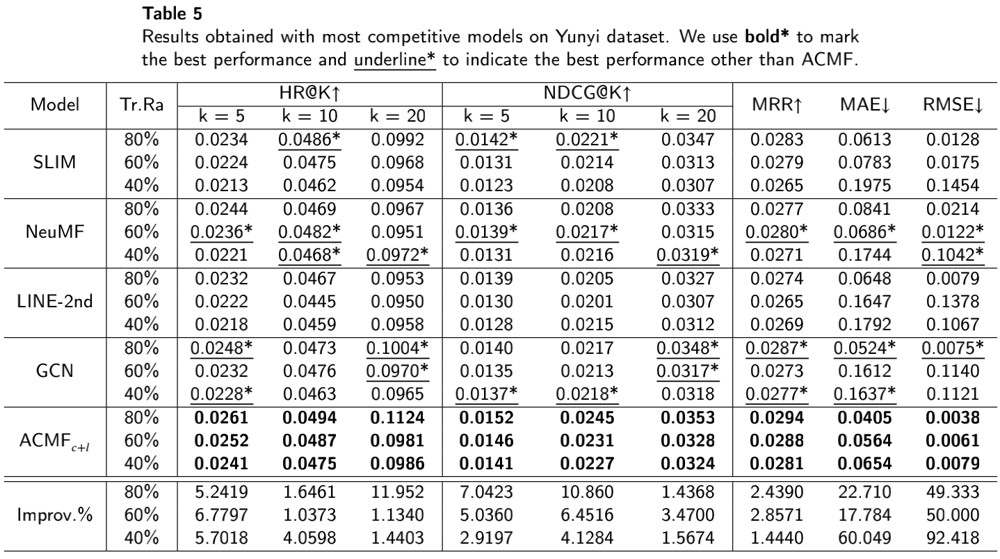 Table 5
Results obtained with most competitive models on Yunyi dataset. We use bold* to mark
the best performance and underline* to indicate the best performance other than ACMF.
Model Tr.Ra HR@K↑ NDCG@K↑ MRR↑ MAE↓ RMSE↓
k = 5 k = 10 k = 20 k = 5 k = 10 k = 20
80% 0.0234 0.0486* 0.0992 0.0142* 0.0221* 0.0347 0.0283 0.0613 0.0128
SLIM 60% 0.0224 0.0475 0.0968 0.0131 0.0214 0.0313 0.0279 0.0783 0.0175
40% 0.0213 0.0462 0.0954 0.0123 0.0208 0.0307 0.0265 0.1975 0.1454
80% 0.0244 0.0469 0.0967 0.0136 0.0208 0.0333 0.0277 0.0841 0.0214
NeuMF 60% 0.0236* 0.0482* 0.0951 0.0139* 0.0217* 0.0315 0.0280* 0.0686* 0.0122*
40% 0.0221 0.0468* 0.0972* 0.0131 0.0216 0.0319* 0.0271 0.1744 0.1042*
80% 0.0232 0.0467 0.0953 0.0139 0.0205 0.0327 0.0274 0.0648 0.0079
LINE-2nd 60% 0.0222 0.0445 0.0950 0.0130 0.0201 0.0307 0.0265 0.1647 0.1378
40% 0.0218 0.0459 0.0958 0.0128 0.0215 0.0312 0.0269 0.1792 0.1067
80% 0.0248* 0.0473 0.1004* 0.0140 0.0217 0.0348* 0.0287* 0.0524* 0.0075*
GCN 60% 0.0232 0.0476 0.0970* 0.0135 0.0213 0.0317* 0.0273 0.1612 0.1140
40% 0.0228* 0.0463 0.0965 0.0137* 0.0218* 0.0318 0.0277* 0.1637* 0.1121
80% 0.0261 0.0494 0.1124 0.0152 0.0245 0.0353 0.0294 0.0405 0.0038
ACMF c+l 60% 0.0252 0.0487 0.0981 0.0146 0.0231 0.0328 0.0288 0.0564 0.0061
40% 0.0241 0.0475 0.0986 0.0141 0.0227 0.0324 0.0281 0.0654 0.0079
80% 5.2419 1.6461 11.952 7.0423 10.860 1.4368 2.4390 22.710 49.333
Improv.% 60% 6.7797 1.0373 1.1340 5.0360 6.4516 3.4700 2.8571 17.784 50.000
40% 5.7018 4.0598 1.4403 2.9197 4.1284 1.5674 1.4440 60.049 92.418